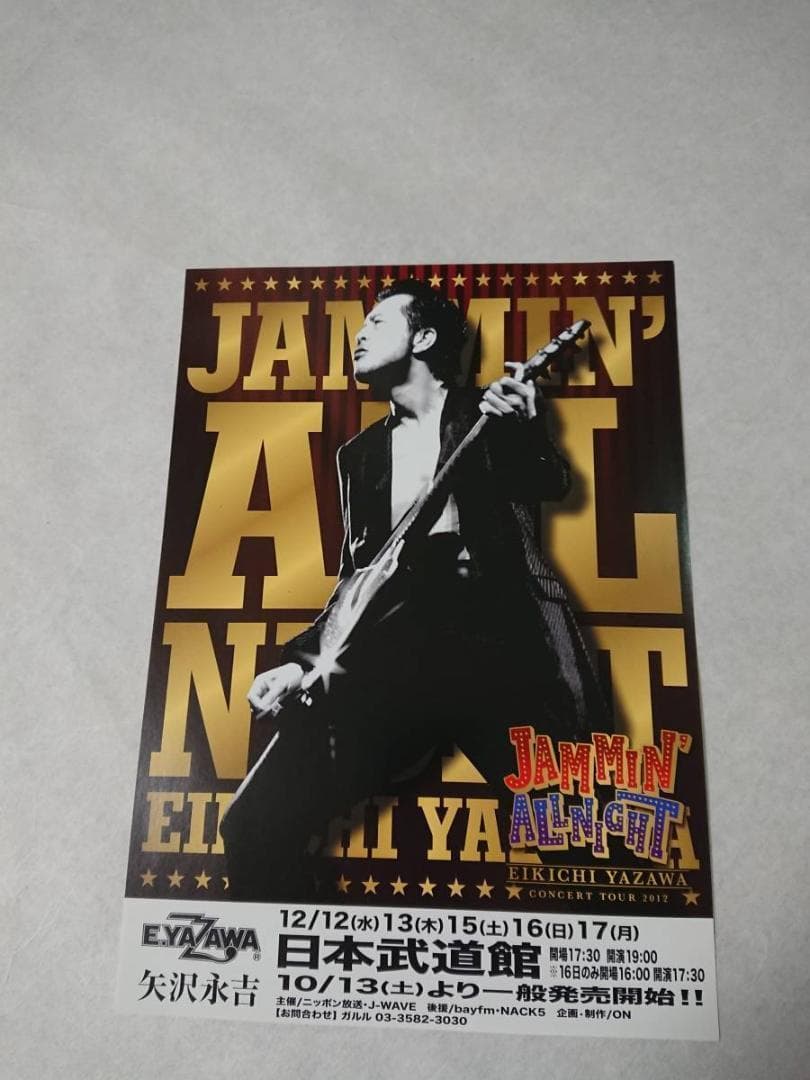 JAMMIN'
ALL
NIGHT
EIKICHI YAZAWA
JAMMIN'
ALL NIGHT
EIKICHI YAZAWA
CONCERT TOUR 2012
E.YAZAWA®
矢沢永吉
12/12(水)13(木)15(土)16(日)17(月)
日本武道館 開場17:30 開演19:00
※16日のみ開場16:00 開演17:30
10/13(土)より一般発売開始!!
主催/ニッポン放送・J-WAVE 後援/bayfm・NACK5 企画・制作/ON
【お問合わせ】ガルル 03-3582-3030